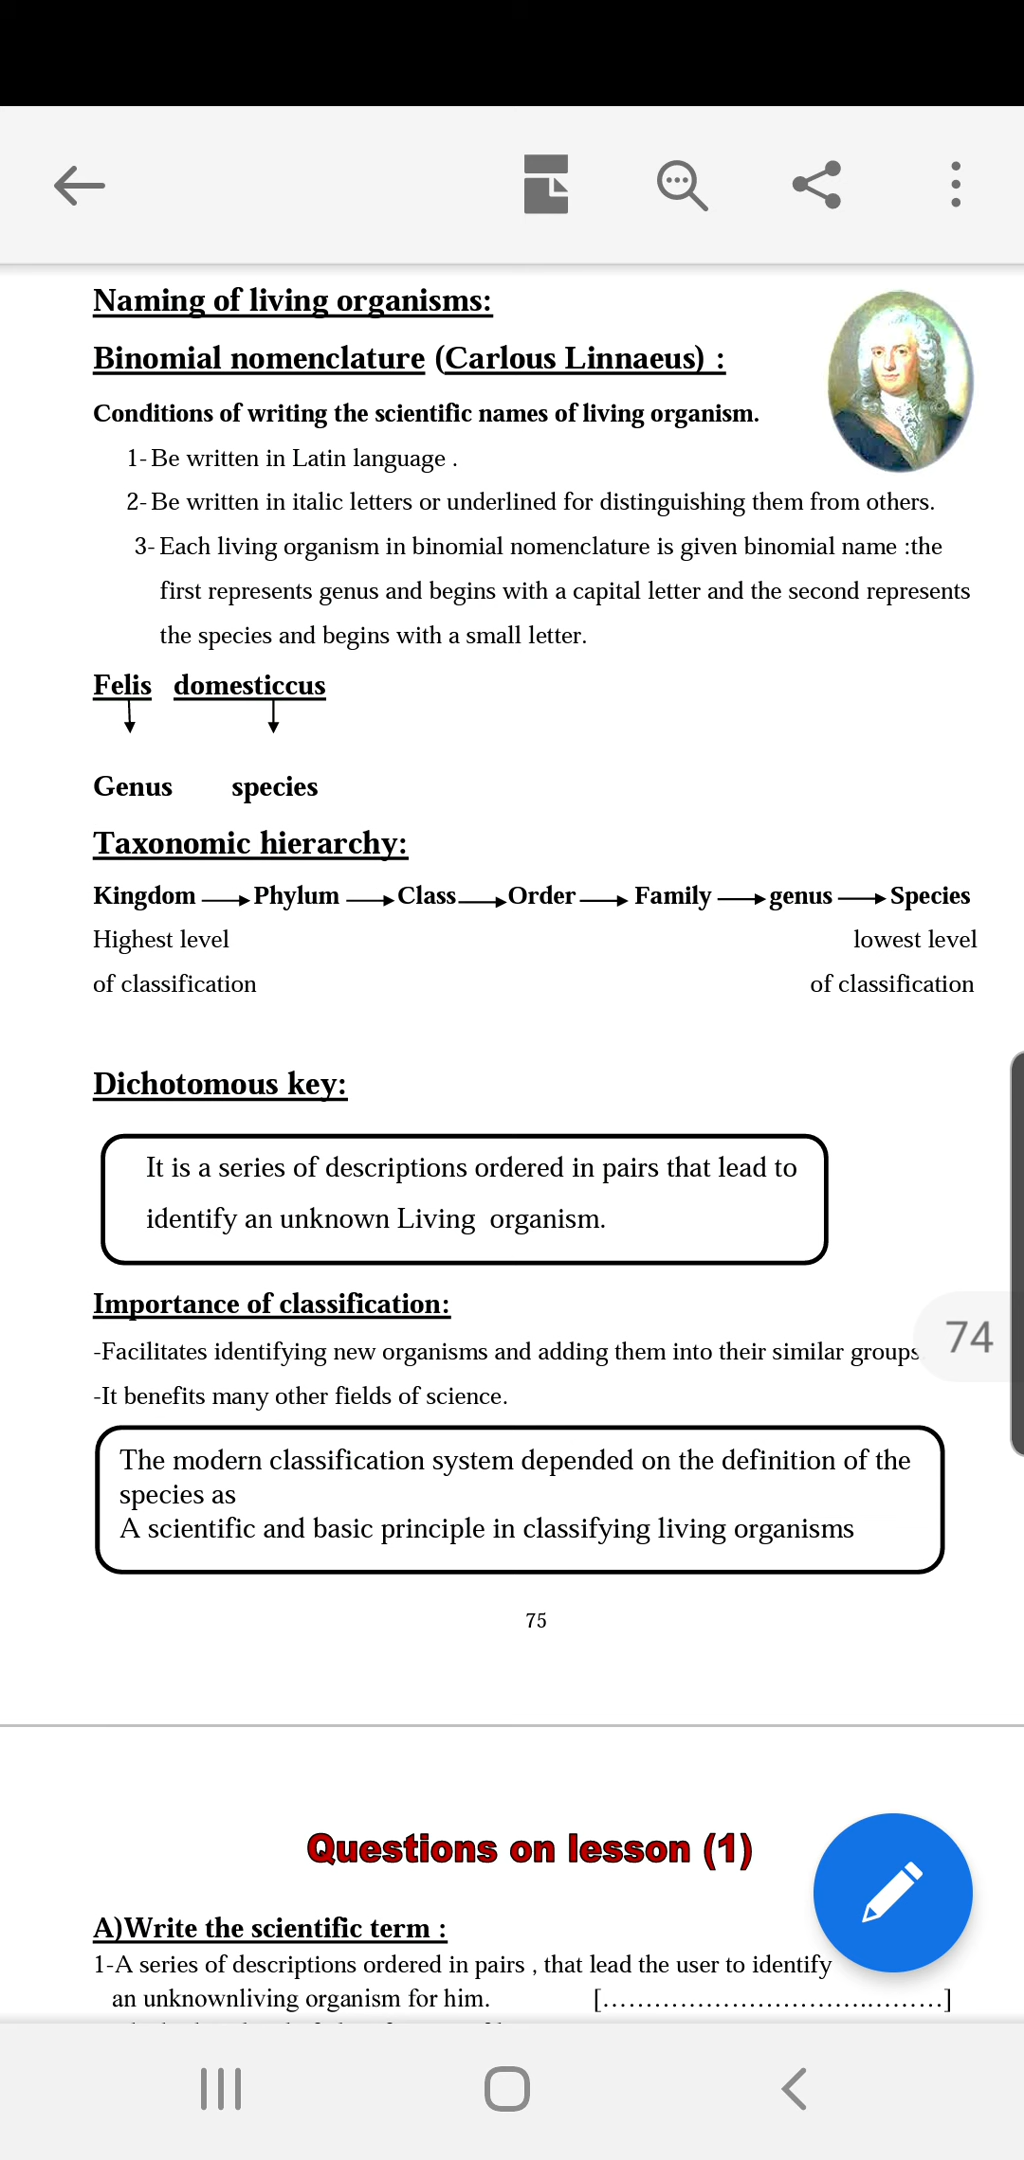 Naming of living organisms:
Binomial nomenclature (Carlous Linnaeus) :
Conditions of writing the scientific names of living organism.
1- Be written in Latin language .
2- Be written in italic letters or underlined for distinguishing them from others.
3- Each living organism in binomial nomenclature is given binomial name :the
first represents genus and begins with a capital letter and the second represents
the species and begins with a small letter.
Felis domesticcus
Genus species
Taxonomic hierarchy:
Kingdom → Phylum → Class → Order → Family → genus → Species
Highest level lowest level
of classification of classification
Dichotomous key:
It is a series of descriptions ordered in pairs that lead to
identify an unknown Living organism.
Importance of classification:
-Facilitates identifying new organisms and adding them into their similar groups
74
-It benefits many other fields of science.
The modern classification system depended on the definition of the
species as
A scientific and basic principle in classifying living organisms
75
Questions on lesson (1)
A)Write the scientific term :
1-A series of descriptions ordered in pairs , that lead the user to identify
an unknownliving organism for him. [.......................................]